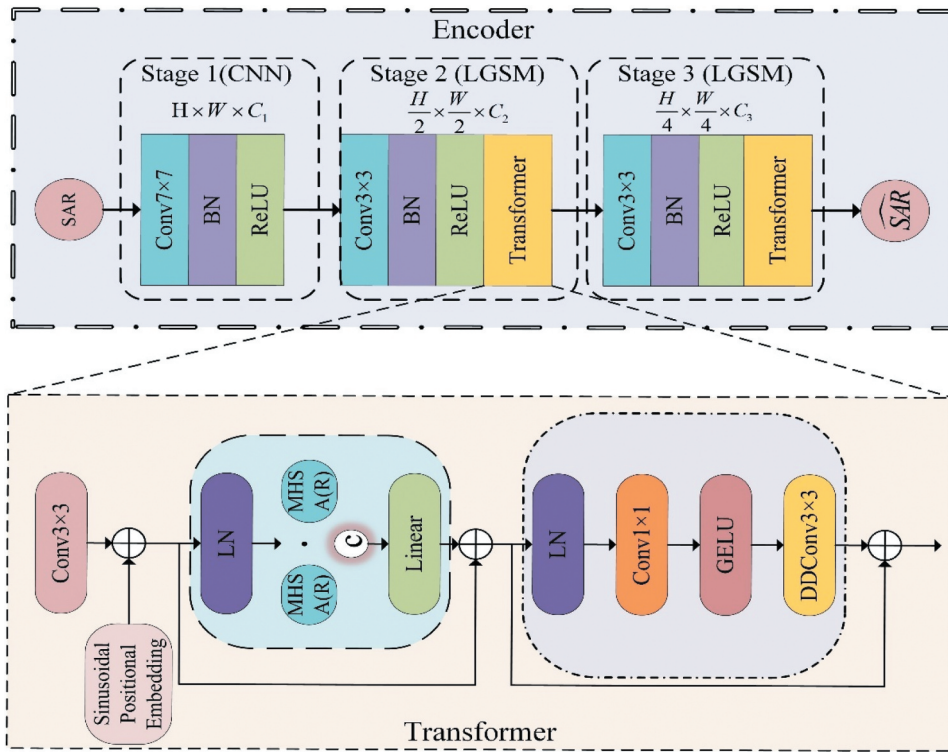 Encoder
Stage 1(CNN)
H × W × C₁
Stage 2 (LGSM)
H/2 × W/2 × C₂
Stage 3 (LGSM)
H/4 × W/4 × C₃
SAR
Conv7×7
BN
ReLU
Conv3×3
BN
ReLU
Transformer
Conv3×3
BN
ReLU
Transformer
SAR
Conv3×3
Sinusoidal
Positional
Embedding
LN
MHS
A(R)
MHS
A(R)
C
Linear
LN
Conv1×1
GELU
DDConv3×3
Transformer